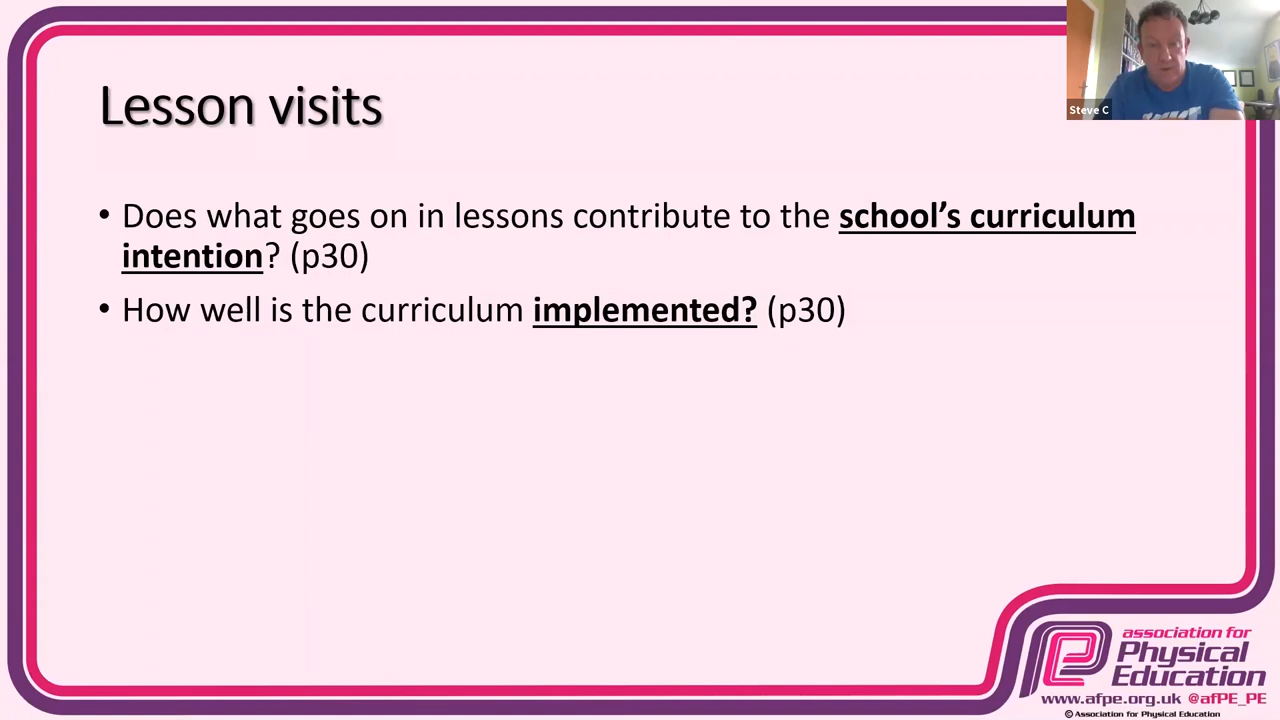 Lesson visits
Steve C
• Does what goes on in lessons contribute to the school's curriculum
intention? (p30)
• How well is the curriculum implemented? (p30)
association for
Physical
Education
www.afpe.org.uk @afPE_PE
© Association for Physical Education